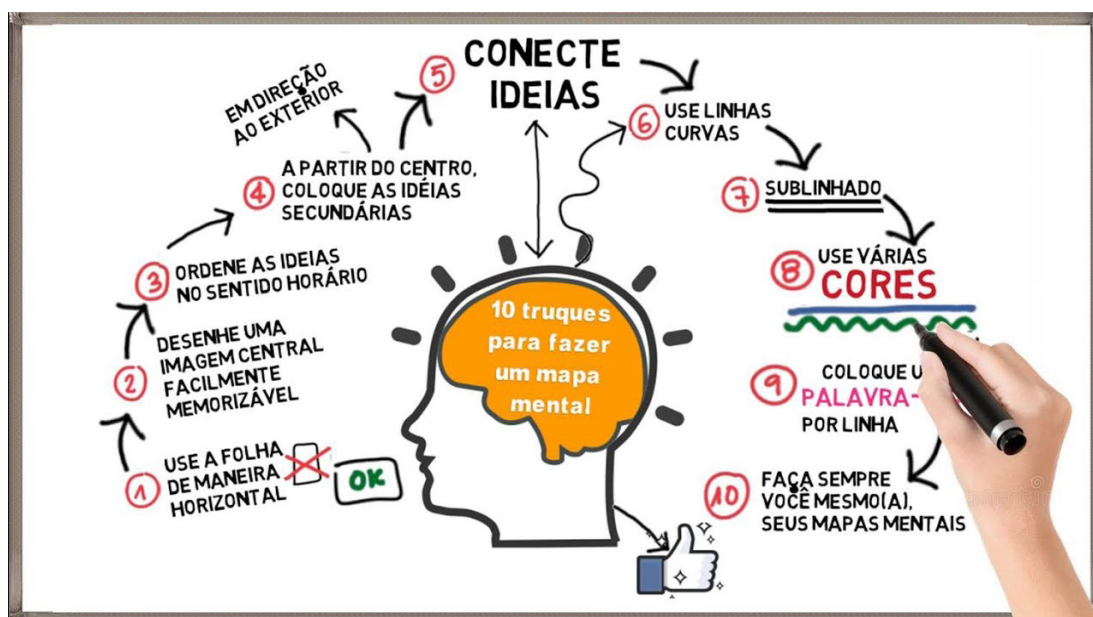 10 truques
para fazer
um mapa
mental
1
USE A FOLHA
DE MANEIRA
HORIZONTAL
OK
2
DESENHE UMA
IMAGEM CENTRAL
FACILMENTE
MEMORIZÁVEL
3
ORDENE AS IDEIAS
NO SENTIDO HORÁRIO
4
A PARTIR DO CENTRO,
COLOQUE AS IDÉIAS
SECUNDÁRIAS
EM DIREÇÃO
AO EXTERIOR
5
CONECTE
IDEIAS
6
USE LINHAS
CURVAS
7
SUBLINHADO
8
USE VÁRIAS
CORES
9
COLOQUE U
PALAVRA-
POR LINHA
10
FAÇA SEMPRE
VOCÊ MESMO(A),
SEUS MAPAS MENTAIS